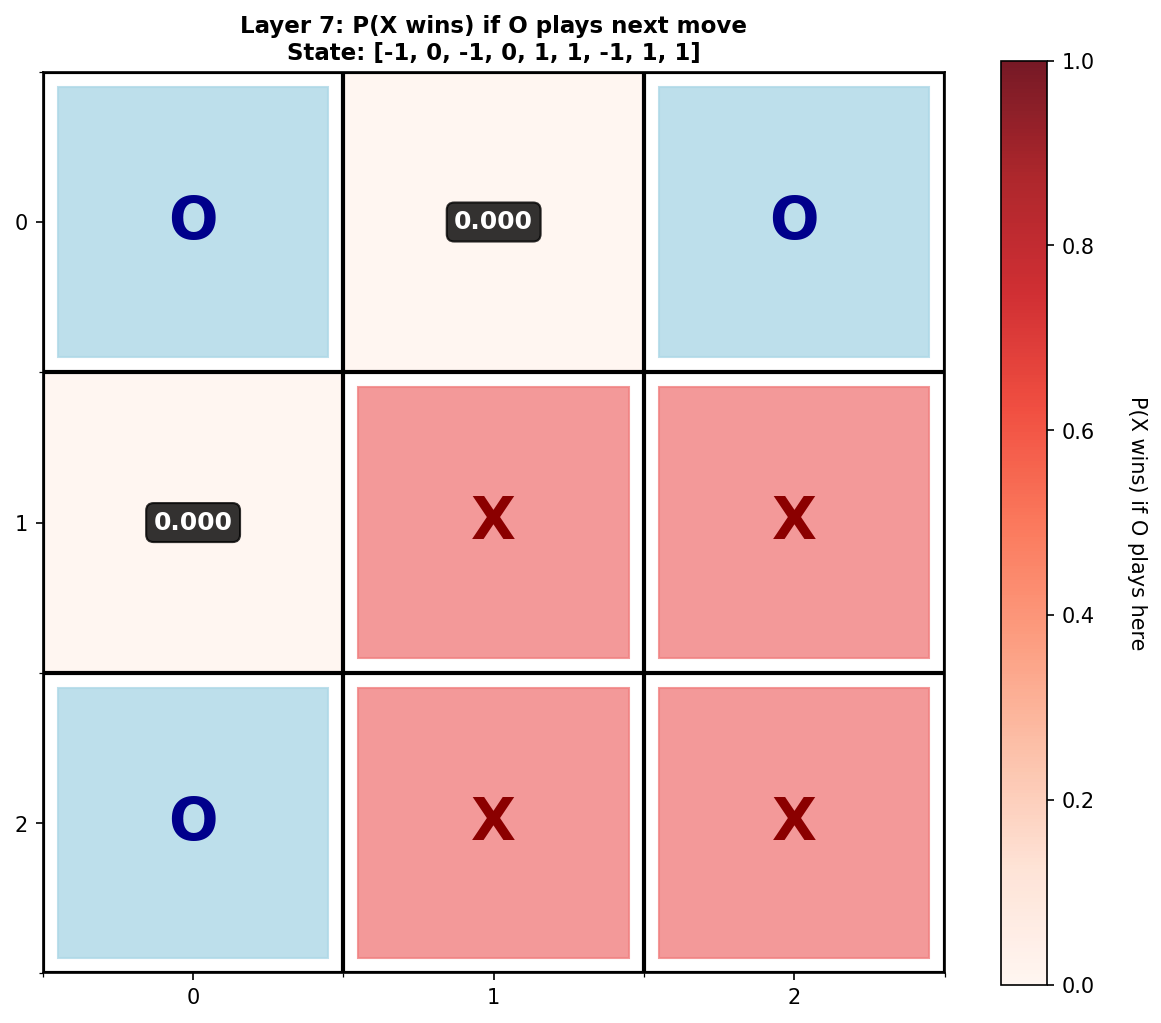 Layer 7: P(X wins) if O plays next move
State: [-1, 0, -1, 0, 1, 1, -1, 1, 1]
0
O
0.000
O
1
0.000
X
X
2
O
X
X
0
1
2
1.0
0.8
0.6
0.4
0.2
0.0
P(X wins) if O plays here